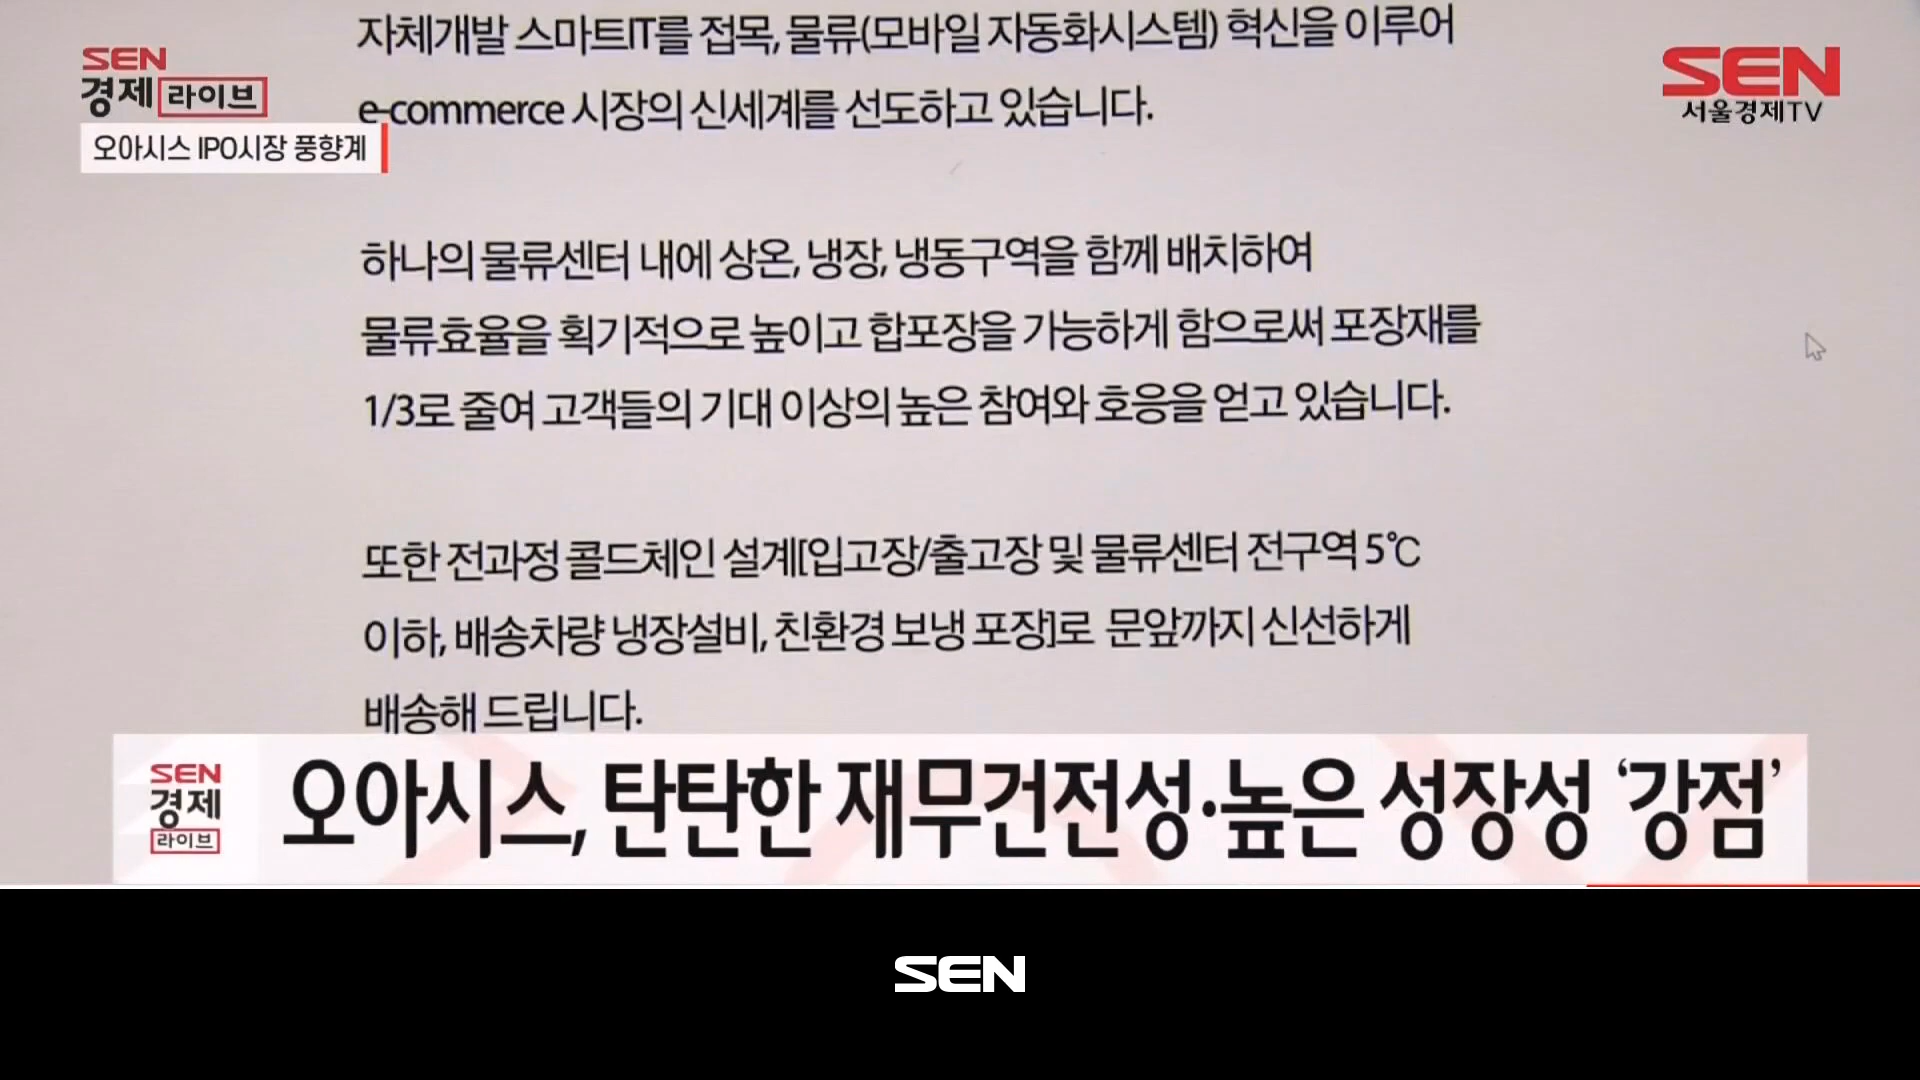 자체개발 스마트IT를 접목, 물류(모바일 자동화시스템) 혁신을 이루어
SEN
경제 라이브
SEN
서울경제TV
e-commerce 시장의 신세계를 선도하고 있습니다.
오아시스 IPO시장 풍향계
하나의 물류센터 내에 상온, 냉장, 냉동구역을 함께 배치하여
물류효율을 획기적으로 높이고 합포장을 가능하게 함으로써 포장재를
1/3로 줄여 고객들의 기대 이상의 높은 참여와 호응을 얻고 있습니다.
또한 전과정 콜드체인 설계[입고장/출고장 및 물류센터 전구역 5℃
이하, 배송차량 냉장설비, 친환경 보냉 포장]로 문앞까지 신선하게
배송해 드립니다.
SEN
경제
라이브
오아시스, 탄탄한 재무건전성·높은 성장성 ‘강점’
SEN